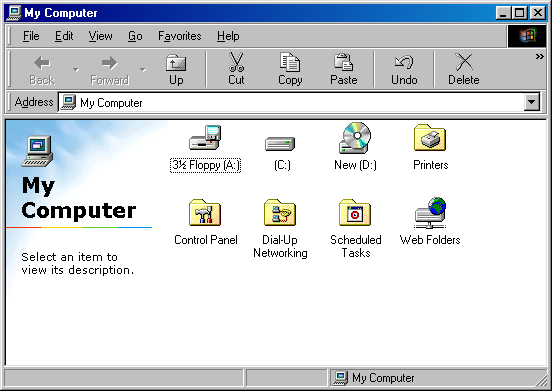 My Computer
File Edit View Go Favorites Help
Back Forward Up Cut Copy Paste Undo Delete »
Address My Computer
3½ Floppy (A:) (C:) New (D:) Printers
My
Computer
Control Panel Dial-Up Scheduled Web Folders
Networking Tasks
Select an item to
view its description.
My Computer